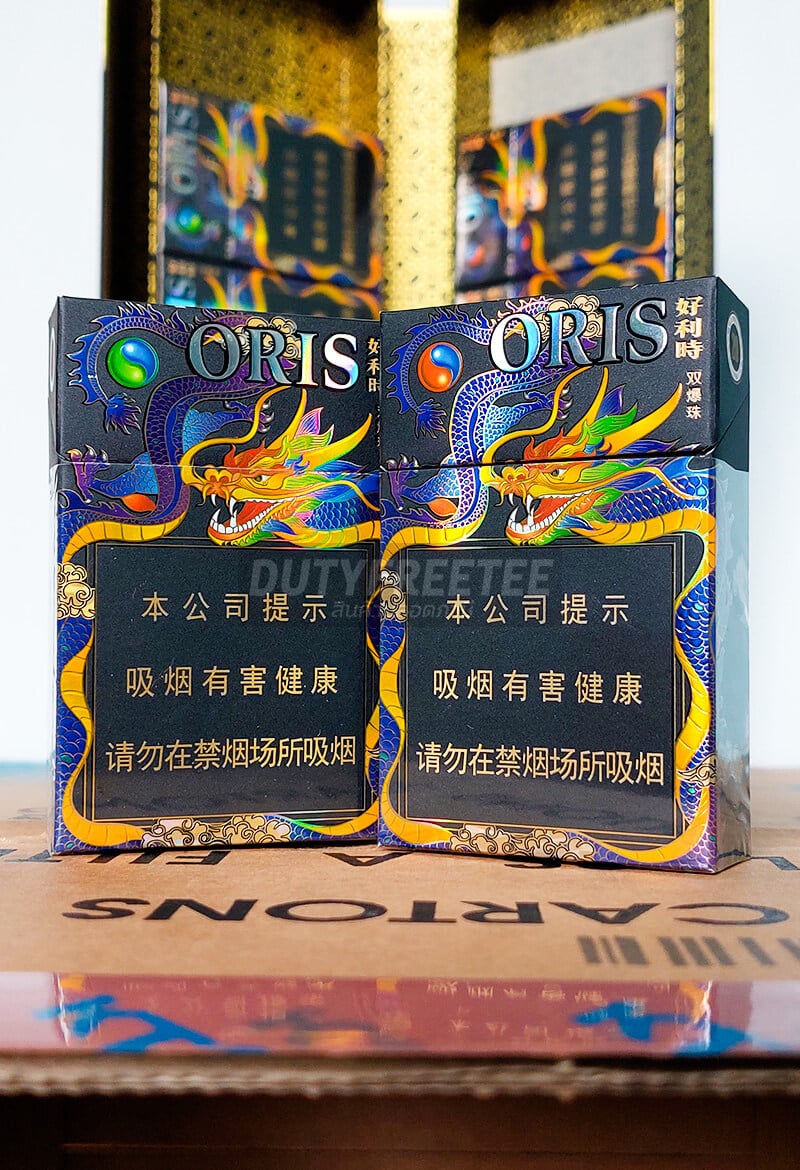 ORIS
ORIS
ORIS
好利時
好利時
双爆珠
DUTYFREETEE
本公司提示
吸烟有害健康
请勿在禁烟场所吸烟
本公司提示
吸烟有害健康
请勿在禁烟场所吸烟
CARTONS